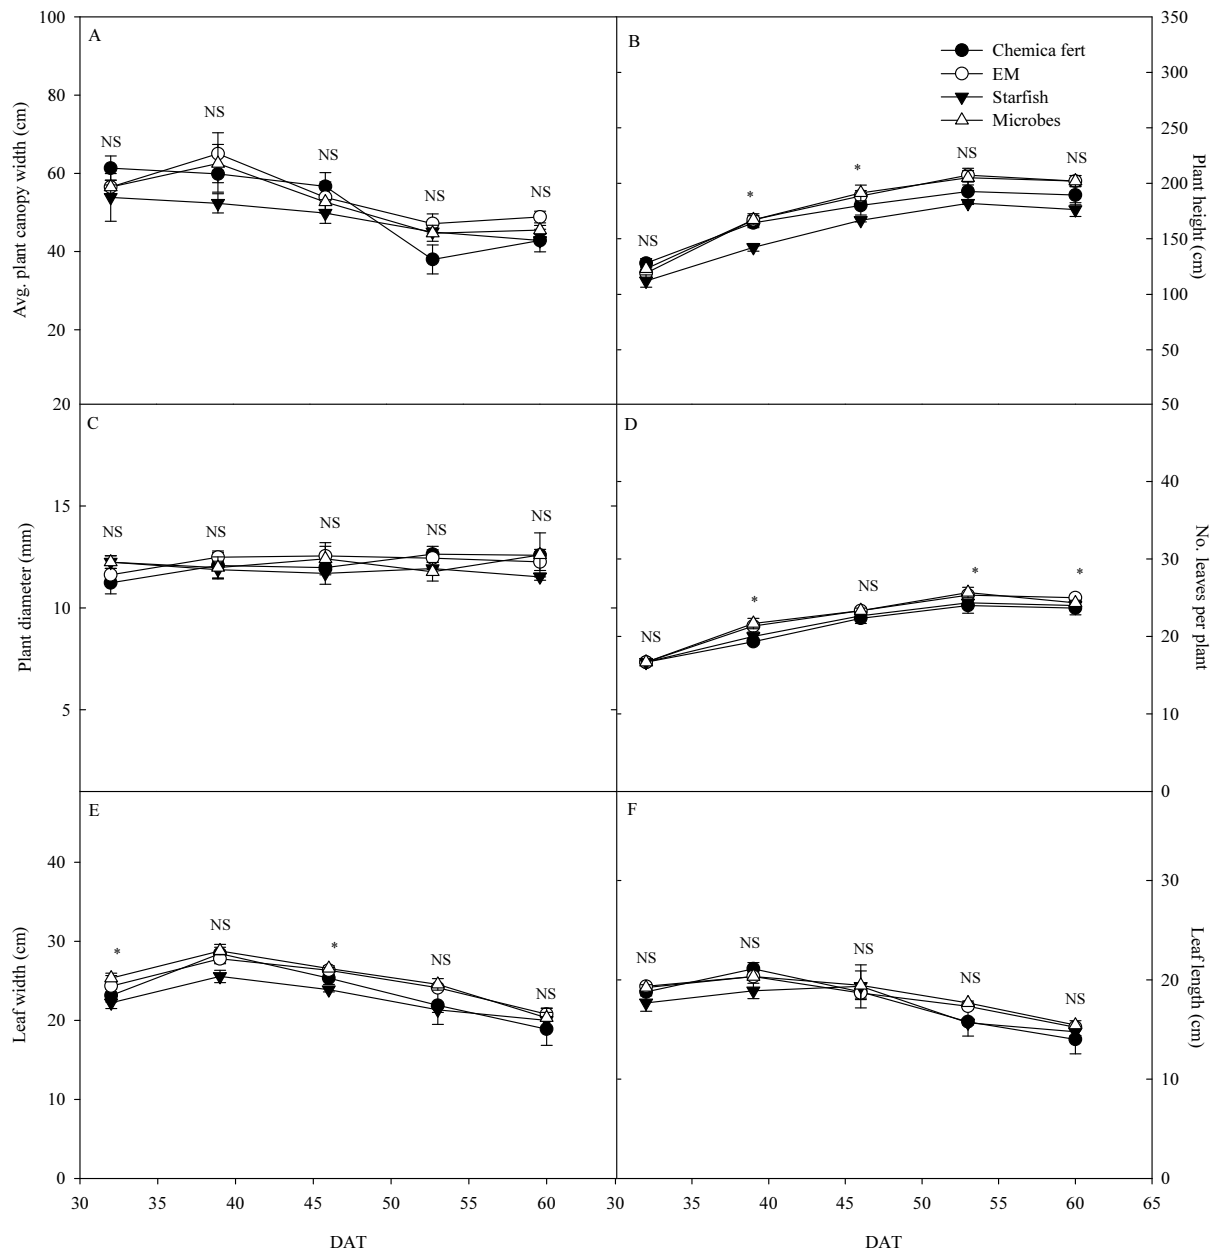 A
Avg. plant canopy width (cm)
100
80
60
40
20
NS
NS
NS
NS
NS
B
Chemica fert
EM
Starfish
Microbes
NS
*
*
NS
NS
350
300
250
200
150
100
50
50
Plant height (cm)
C
Plant diameter (mm)
20
15
10
5
NS
NS
NS
NS
NS
D
NS
*
NS
*
*
40
30
20
10
0
No. leaves per plant
E
Leaf width (cm)
40
30
20
10
0
*
NS
*
NS
NS
F
NS
NS
NS
NS
NS
30
20
10
0
Leaf length (cm)
30 35 40 45 50 55 60 30 35 40 45 50 55 60 65
DAT DAT